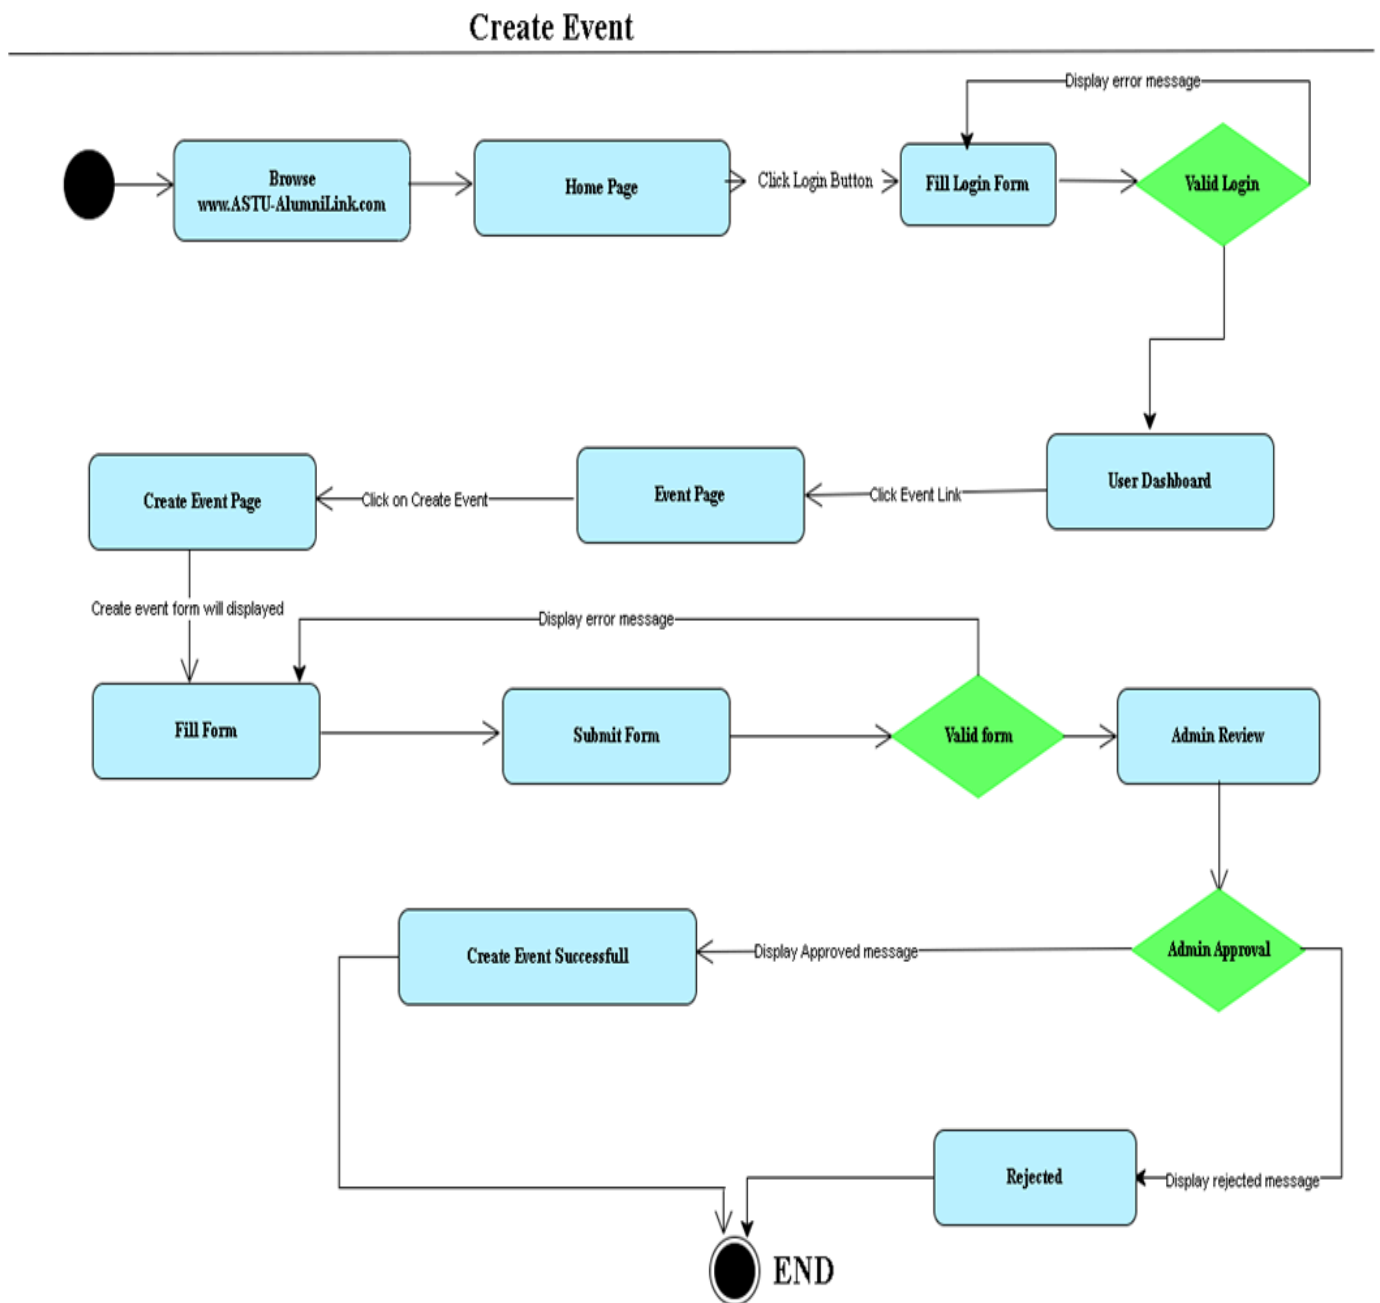 Create Event
Display error message
Browse
www.ASTU-AlumniLink.com
Home Page
Click Login Button
Fill Login Form
Valid Login
User Dashboard
Click Event Link
Event Page
Click on Create Event
Create Event Page
Create event form will displayed
Display error message
Fill Form
Submit Form
Valid form
Admin Review
Admin Approval
Display Approved message
Create Event Successfull
Display rejected message
Rejected
END